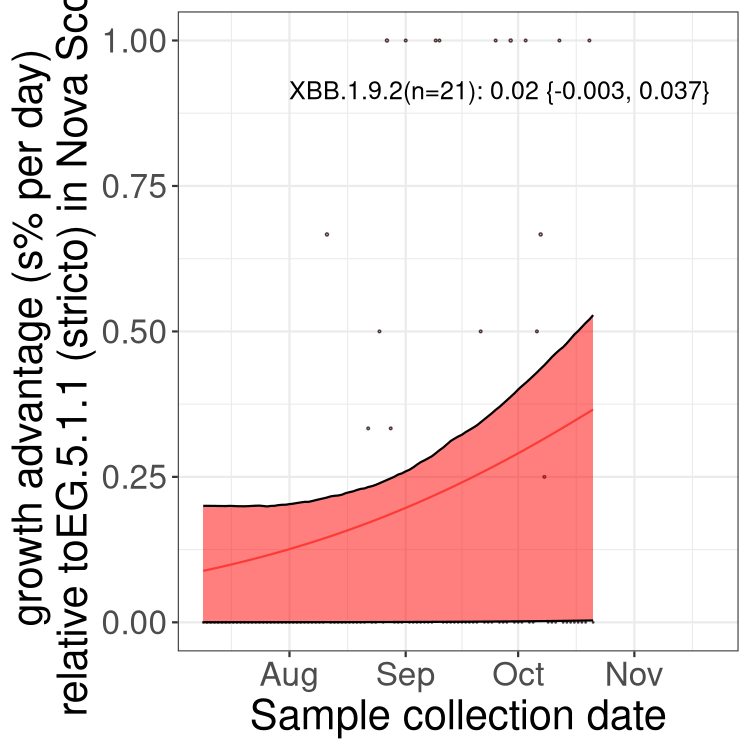 growth advantage (s% per day)
relative toEG.5.1.1 (stricto) in Nova Sco
1.00
0.75
0.50
0.25
0.00
XBB.1.9.2(n=21): 0.02 {-0.003, 0.037}
Aug Sep Oct Nov
Sample collection date